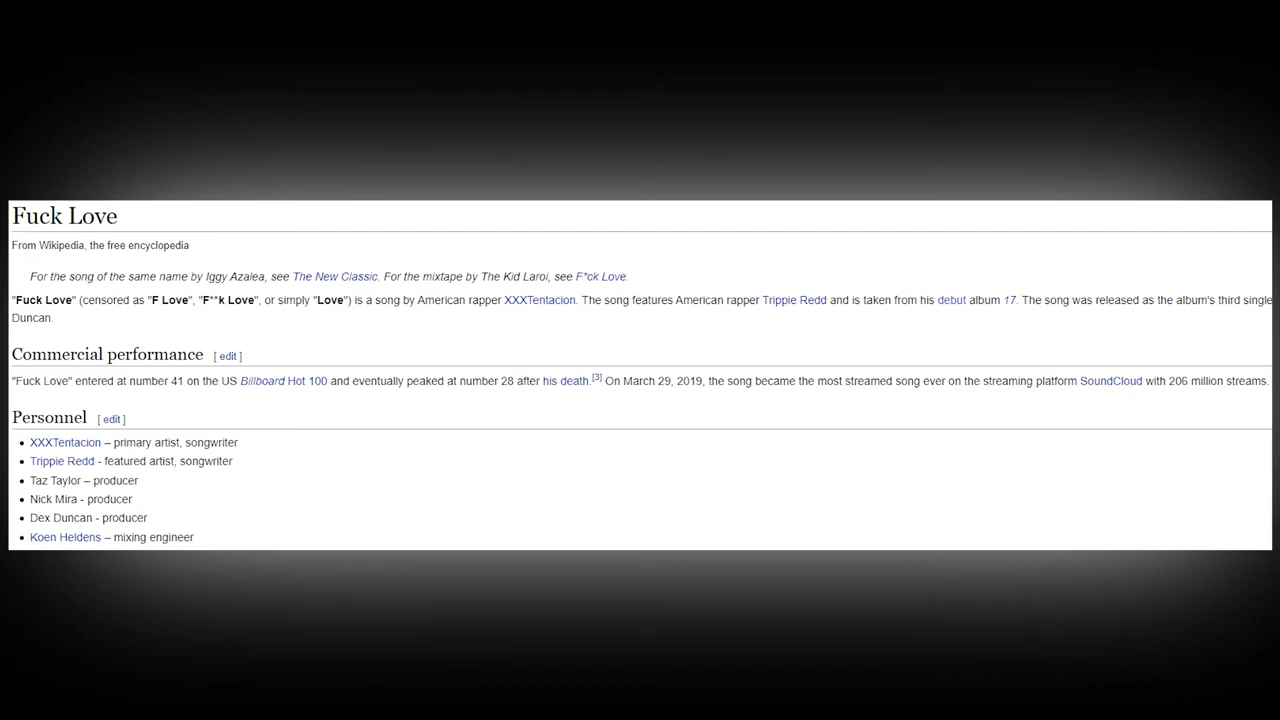 Fuck Love
From Wikipedia, the free encyclopedia
For the song of the same name by Iggy Azalea, see The New Classic. For the mixtape by The Kid Laroi, see F*ck Love.
"Fuck Love" (censored as "F Love", "F**k Love", or simply "Love") is a song by American rapper XXXTentacion. The song features American rapper Trippie Redd and is taken from his debut album 17. The song was released as the album's third single
Duncan.
Commercial performance [ edit ]
"Fuck Love" entered at number 41 on the US Billboard Hot 100 and eventually peaked at number 28 after his death.[3] On March 29, 2019, the song became the most streamed song ever on the streaming platform SoundCloud with 206 million streams.
Personnel [ edit ]
• XXXTentacion – primary artist, songwriter
• Trippie Redd - featured artist, songwriter
• Taz Taylor – producer
• Nick Mira - producer
• Dex Duncan - producer
• Koen Heldens – mixing engineer